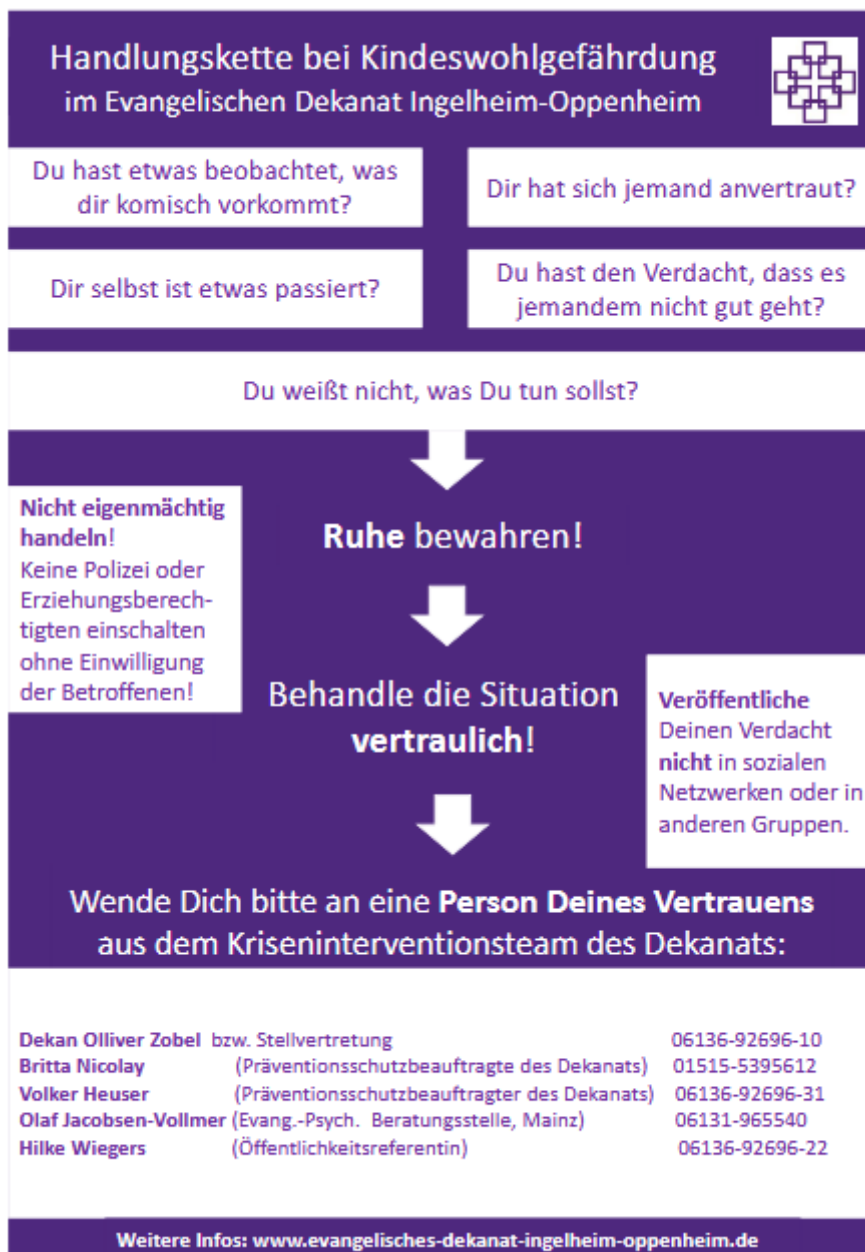 Handlungskette bei Kindeswohlgefährdung
im Evangelischen Dekanat Ingelheim-Oppenheim
Du hast etwas beobachtet, was
dir komisch vorkommt?
Dir hat sich jemand anvertraut?
Dir selbst ist etwas passiert?
Du hast den Verdacht, dass es
jemandem nicht gut geht?
Du weißt nicht, was Du tun sollst?
Nicht eigenmächtig
handeln!
Keine Polizei oder
Erziehungsberech-
tigten einschalten
ohne Einwilligung
der Betroffenen!
Ruhe bewahren!
Behandle die Situation
vertraulich!
Veröffentliche
Deinen Verdacht
nicht in sozialen
Netzwerken oder in
anderen Gruppen.
Wende Dich bitte an eine Person Deines Vertrauens
aus dem Kriseninterventionsteam des Dekanats:
Dekan Olliver Zobel bzw. Stellvertretung 06136-92696-10
Britta Nicolay (Präventionsschutzbeauftragte des Dekanats) 01515-5395612
Volker Heuser (Präventionsschutzbeauftragter des Dekanats) 06136-92696-31
Olaf Jacobsen-Vollmer (Evang.-Psych. Beratungsstelle, Mainz) 06131-965540
Hilke Wiegers (Öffentlichkeitsreferentin) 06136-92696-22
Weitere Infos: www.evangelisches-dekanat-ingelheim-oppenheim.de